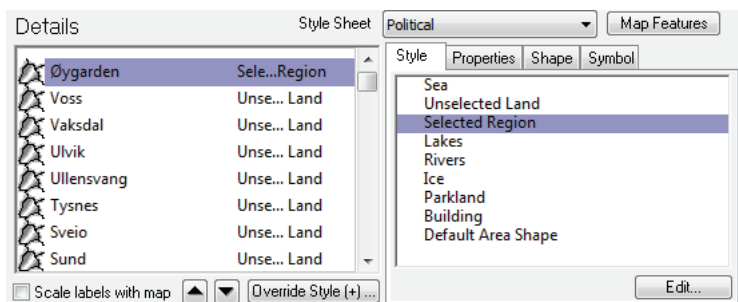 Details Style Sheet Political Map Features
Style Properties Shape Symbol
Øygarden Sele...Region
Voss Unse... Land
Vaksdal Unse... Land
Ulvik Unse... Land
Ullensvang Unse... Land
Tysnes Unse... Land
Sveio Unse... Land
Sund Unse... Land
Sea
Unselected Land
Selected Region
Lakes
Rivers
Ice
Parkland
Building
Default Area Shape
Scale labels with map Override Style (+) ... Edit...